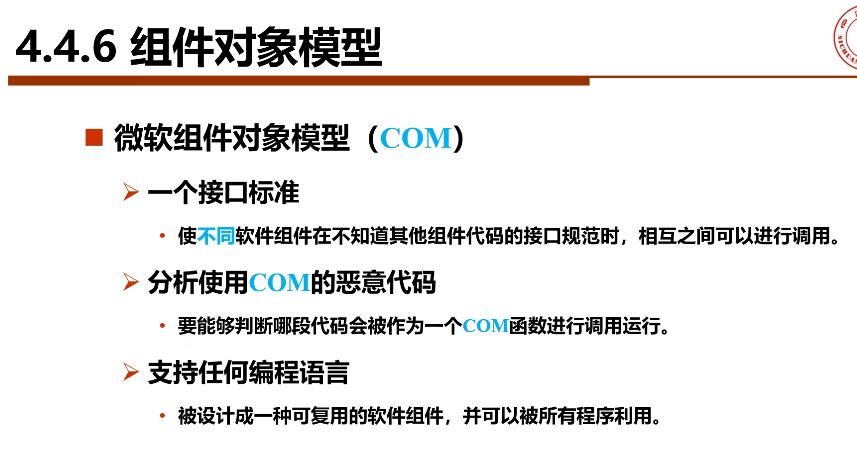 4.4.6 组件对象模型
微软组件对象模型（COM）
一个接口标准
使不同软件组件在不知道其他组件代码的接口规范时，相互之间可以进行调用。
分析使用COM的恶意代码
要能够判断哪段代码会被作为一个COM函数进行调用运行。
支持任何编程语言
被设计成一种可复用的软件组件，并可以被所有程序利用。